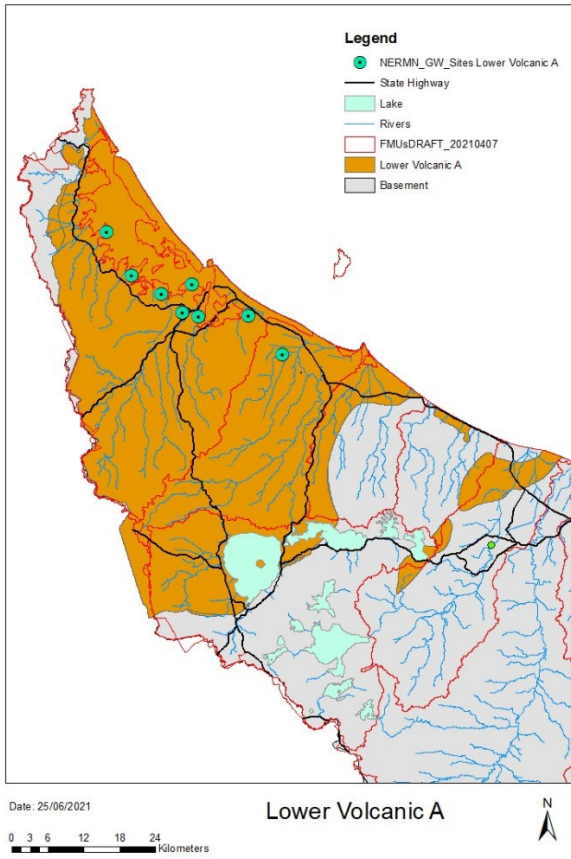 Legend
NERMN_GW_Sites Lower Volcanic A
State Highway
Lake
Rivers
FMUsDRAFT_20210407
Lower Volcanic A
Basement
Date: 25/06/2021
Lower Volcanic A
N
0 3 6 12 18 24
Kilometers